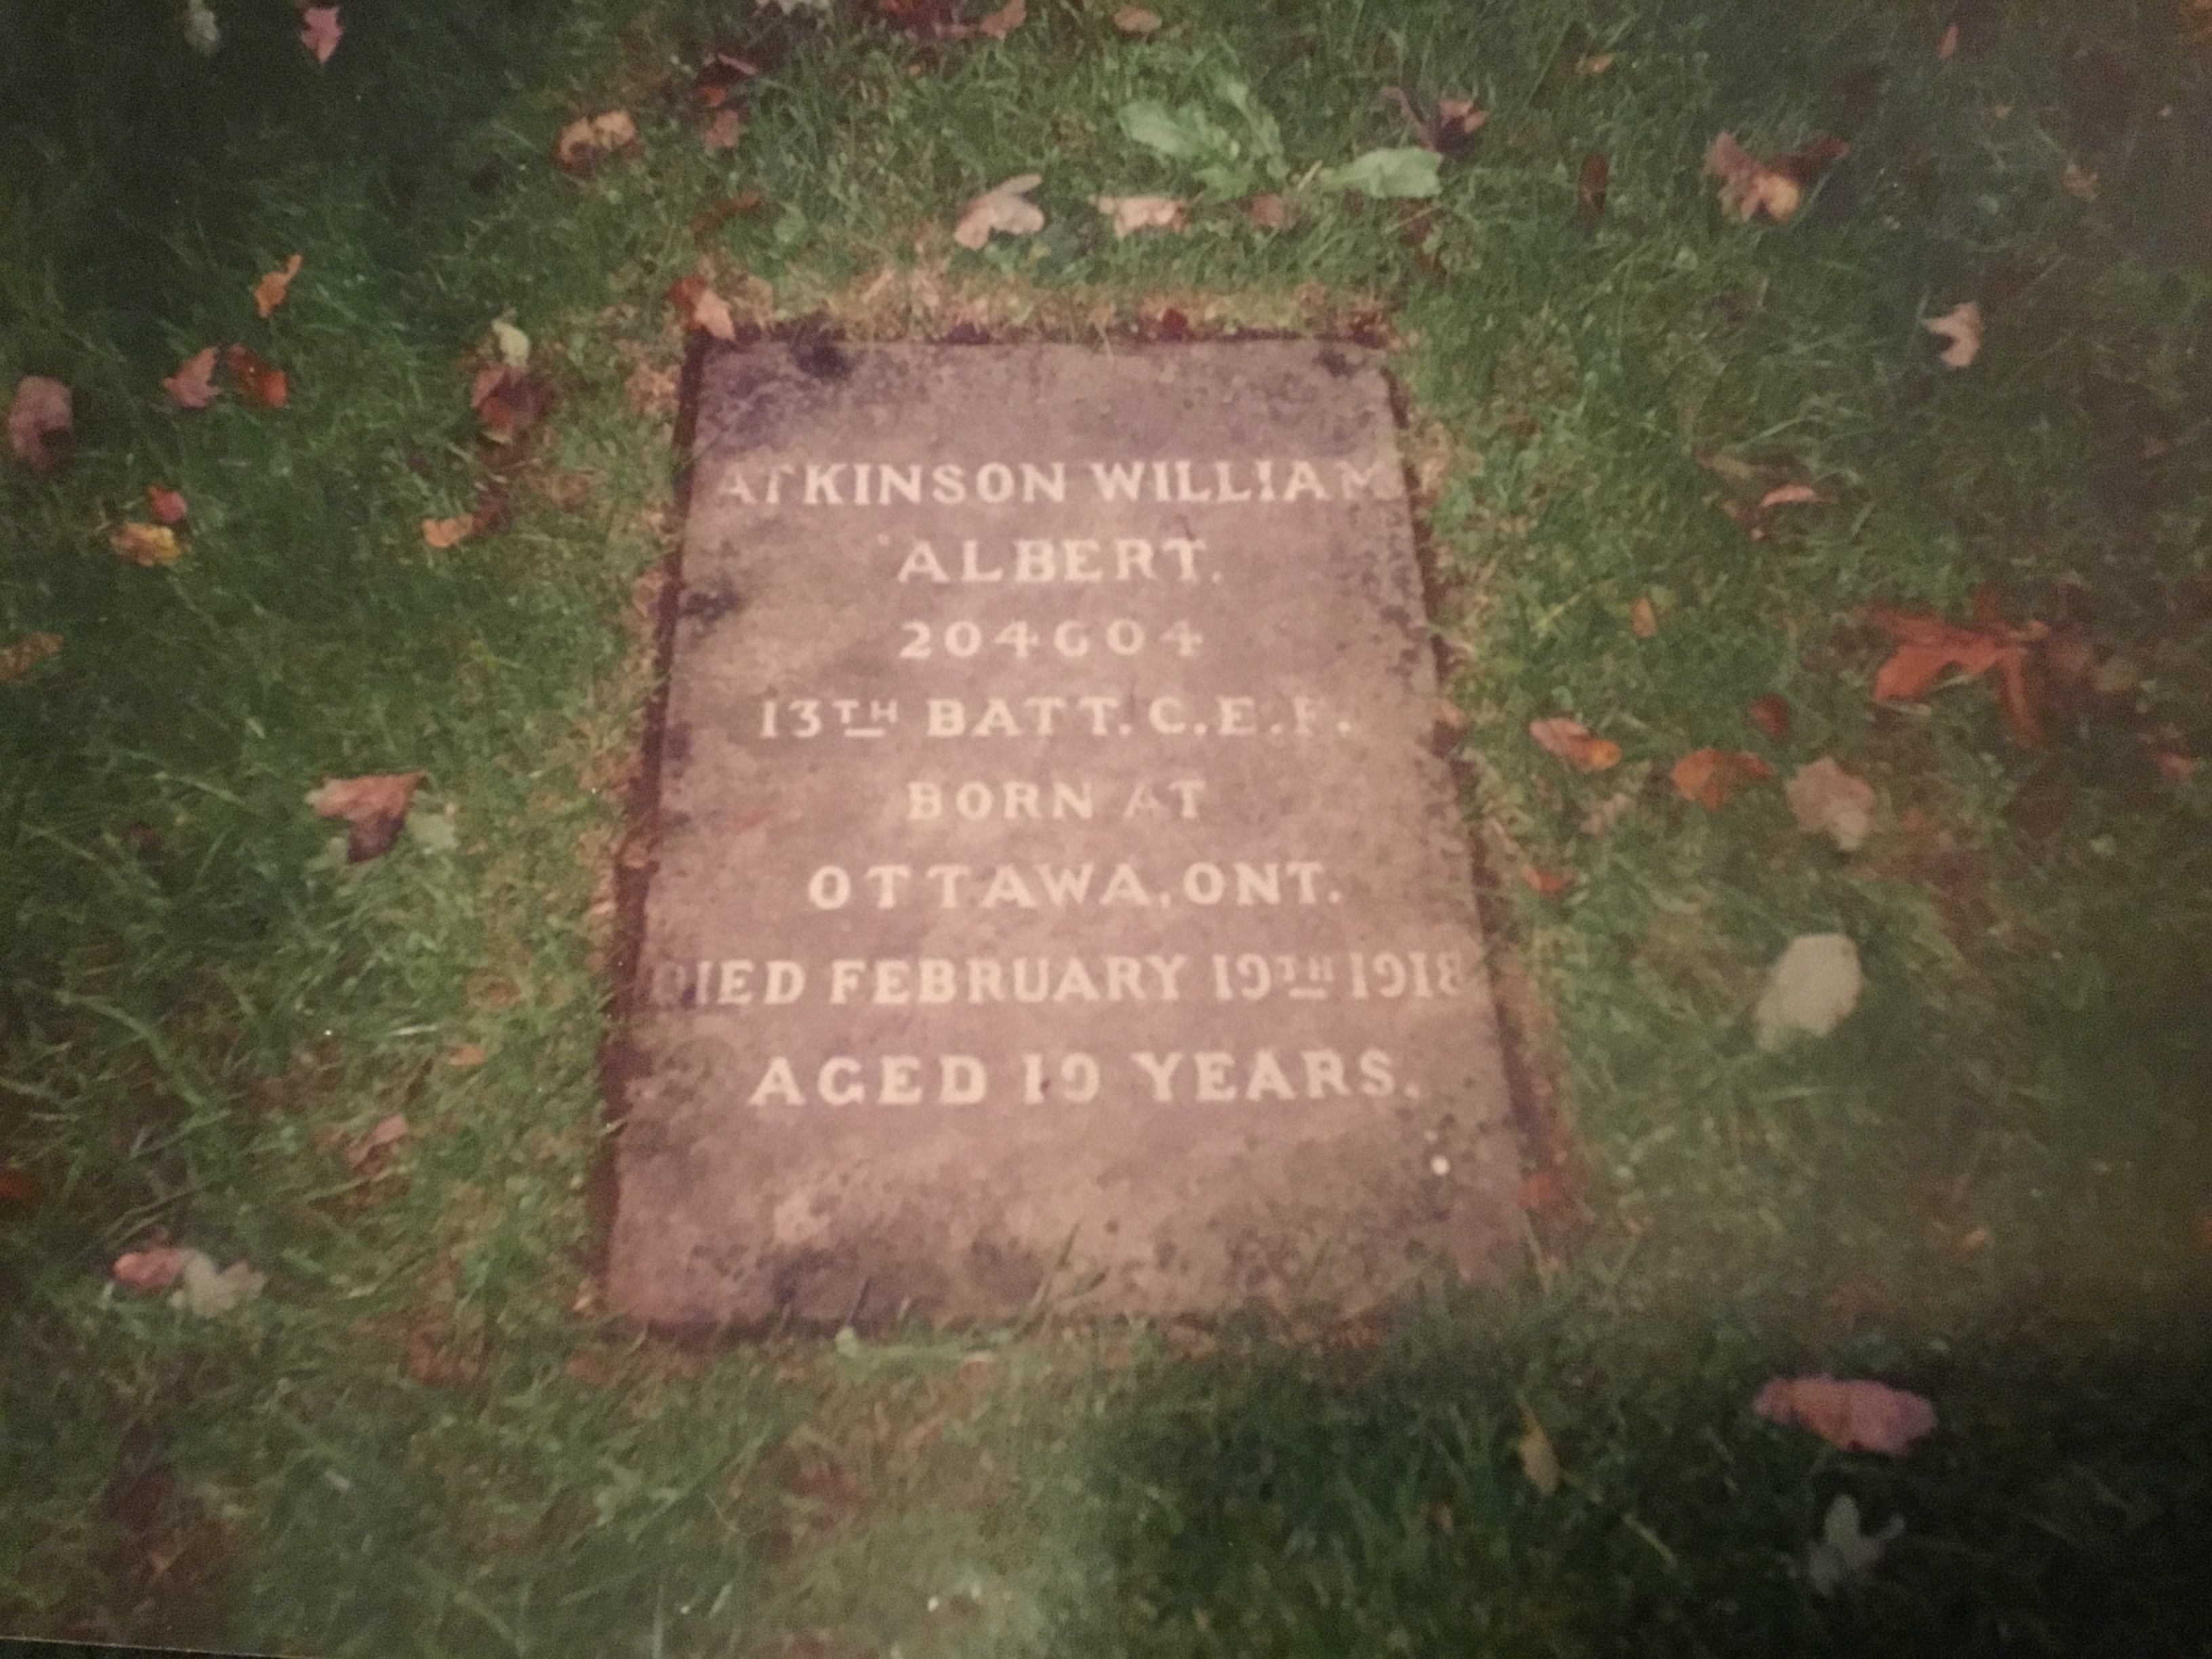 ATKINSON WILLIAM
ALBERT.
204604
13TH BATT. C.E.F.
BORN AT
OTTAWA, ONT.
DIED FEBRUARY 19TH 1918
AGED 19 YEARS.